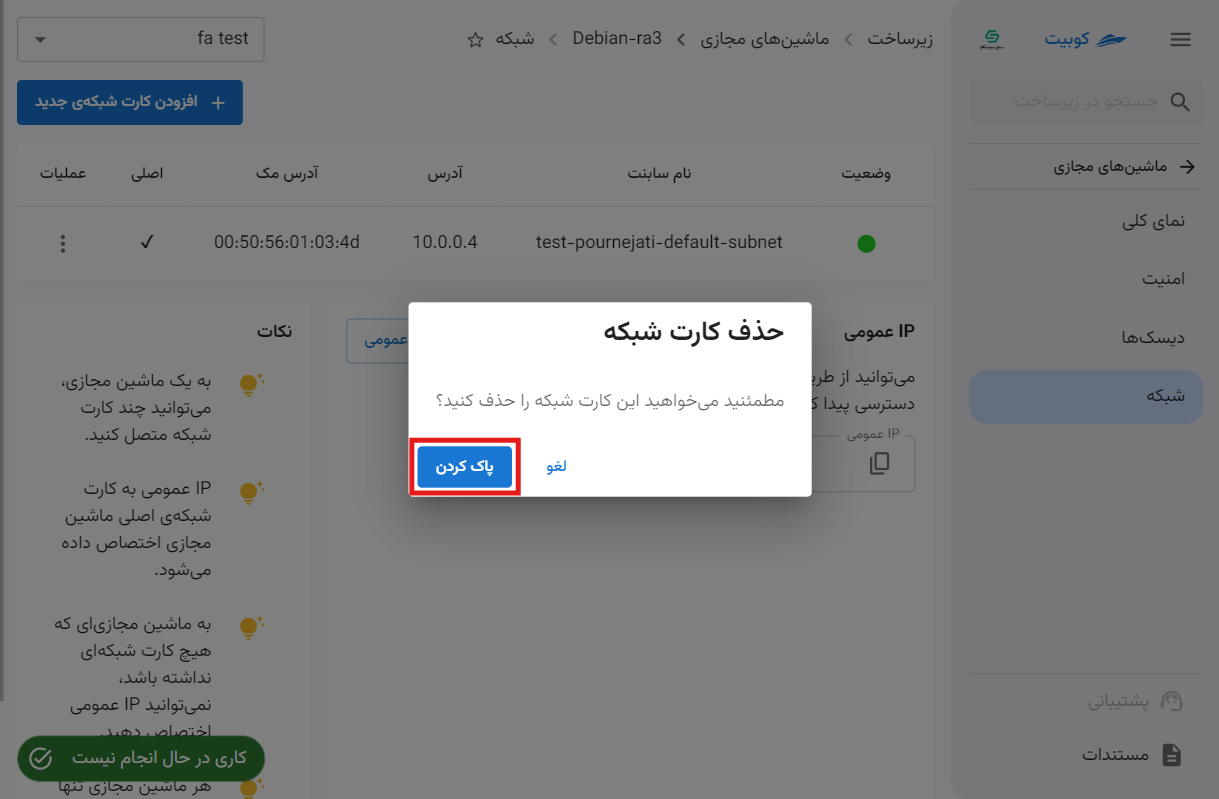 کوبیت
زیرساخت
ماشین‌های مجازی
Debian-ra3
شبکه
fa test
جستجو در زیرساخت
ماشین‌های مجازی
نمای کلی
امنیت
دیسک‌ها
شبکه
پشتیبانی
مستندات
افزودن کارت شبکه‌ی جدید
وضعیت
نام سابنت
آدرس
آدرس مک
اصلی
عملیات
test-pournejati-default-subnet
10.0.0.4
00:50:56:01:03:4d
حذف کارت شبکه
مطمئنید می‌خواهید این کارت شبکه را حذف کنید؟
لغو
پاک کردن
IP عمومی
می‌توانید از
دسترسی پیدا
IP عمومی
عمومی
نکات
به یک ماشین مجازی،
می‌توانید چند کارت
شبکه متصل کنید.
IP عمومی به کارت
شبکه‌ی اصلی ماشین
مجازی اختصاص داده
می‌شود.
به ماشین مجازی‌ای که
هیچ کارت شبکه‌ای
نداشته باشد،
نمی‌توانید IP عمومی
اختصاص دهید.
هر ماشین مجازی تنها
کاری در حال انجام نیست